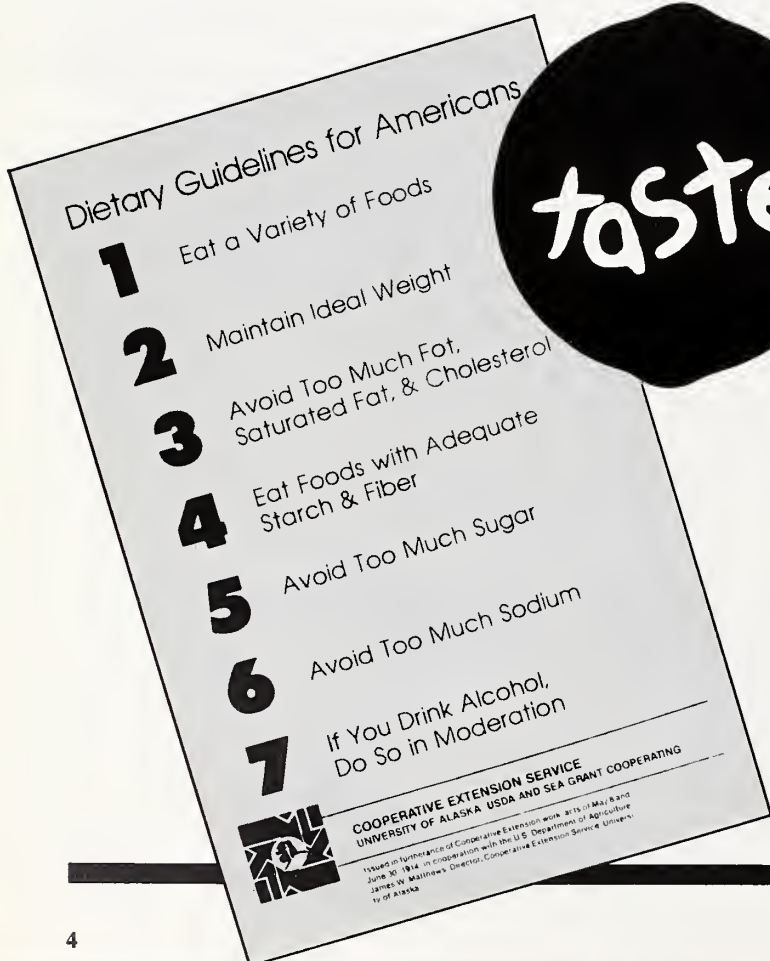 Dietary Guidelines for Americans
1 Eat a Variety of Foods
2 Maintain Ideal Weight
3 Avoid Too Much Fat,
Saturated Fat, & Cholesterol
4 Eat Foods with Adequate
Starch & Fiber
5 Avoid Too Much Sugar
6 Avoid Too Much Sodium
7 If You Drink Alcohol,
Do So in Moderation
COOPERATIVE EXTENSION SERVICE
UNIVERSITY OF ALASKA USDA AND SEA GRANT COOPERATING
Issued in furtherance of Cooperative Extension work acts of May 8 and
June 30 1914 in cooperation with the U S Department of Agriculture
James W Matthews Director, Cooperative Extension Service Universi
ty of Alaska
taste
4